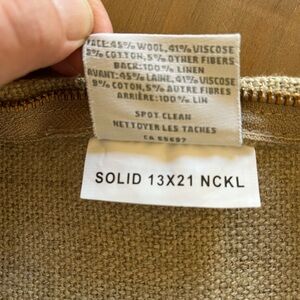 FACE: 45% WOOL, 41% VISCOSE
9% COTTON, 5% OTHER FIBERS
BACK: 100% LINEN
AVANT: 45% LAINE, 41% VISCOSE
9% COTON, 5% AUTRE FIBRES
ARRIÈRE: 100% LIN
SPOT CLEAN
NETTOYER LES TACHES
SOLID 13X21 NCKL